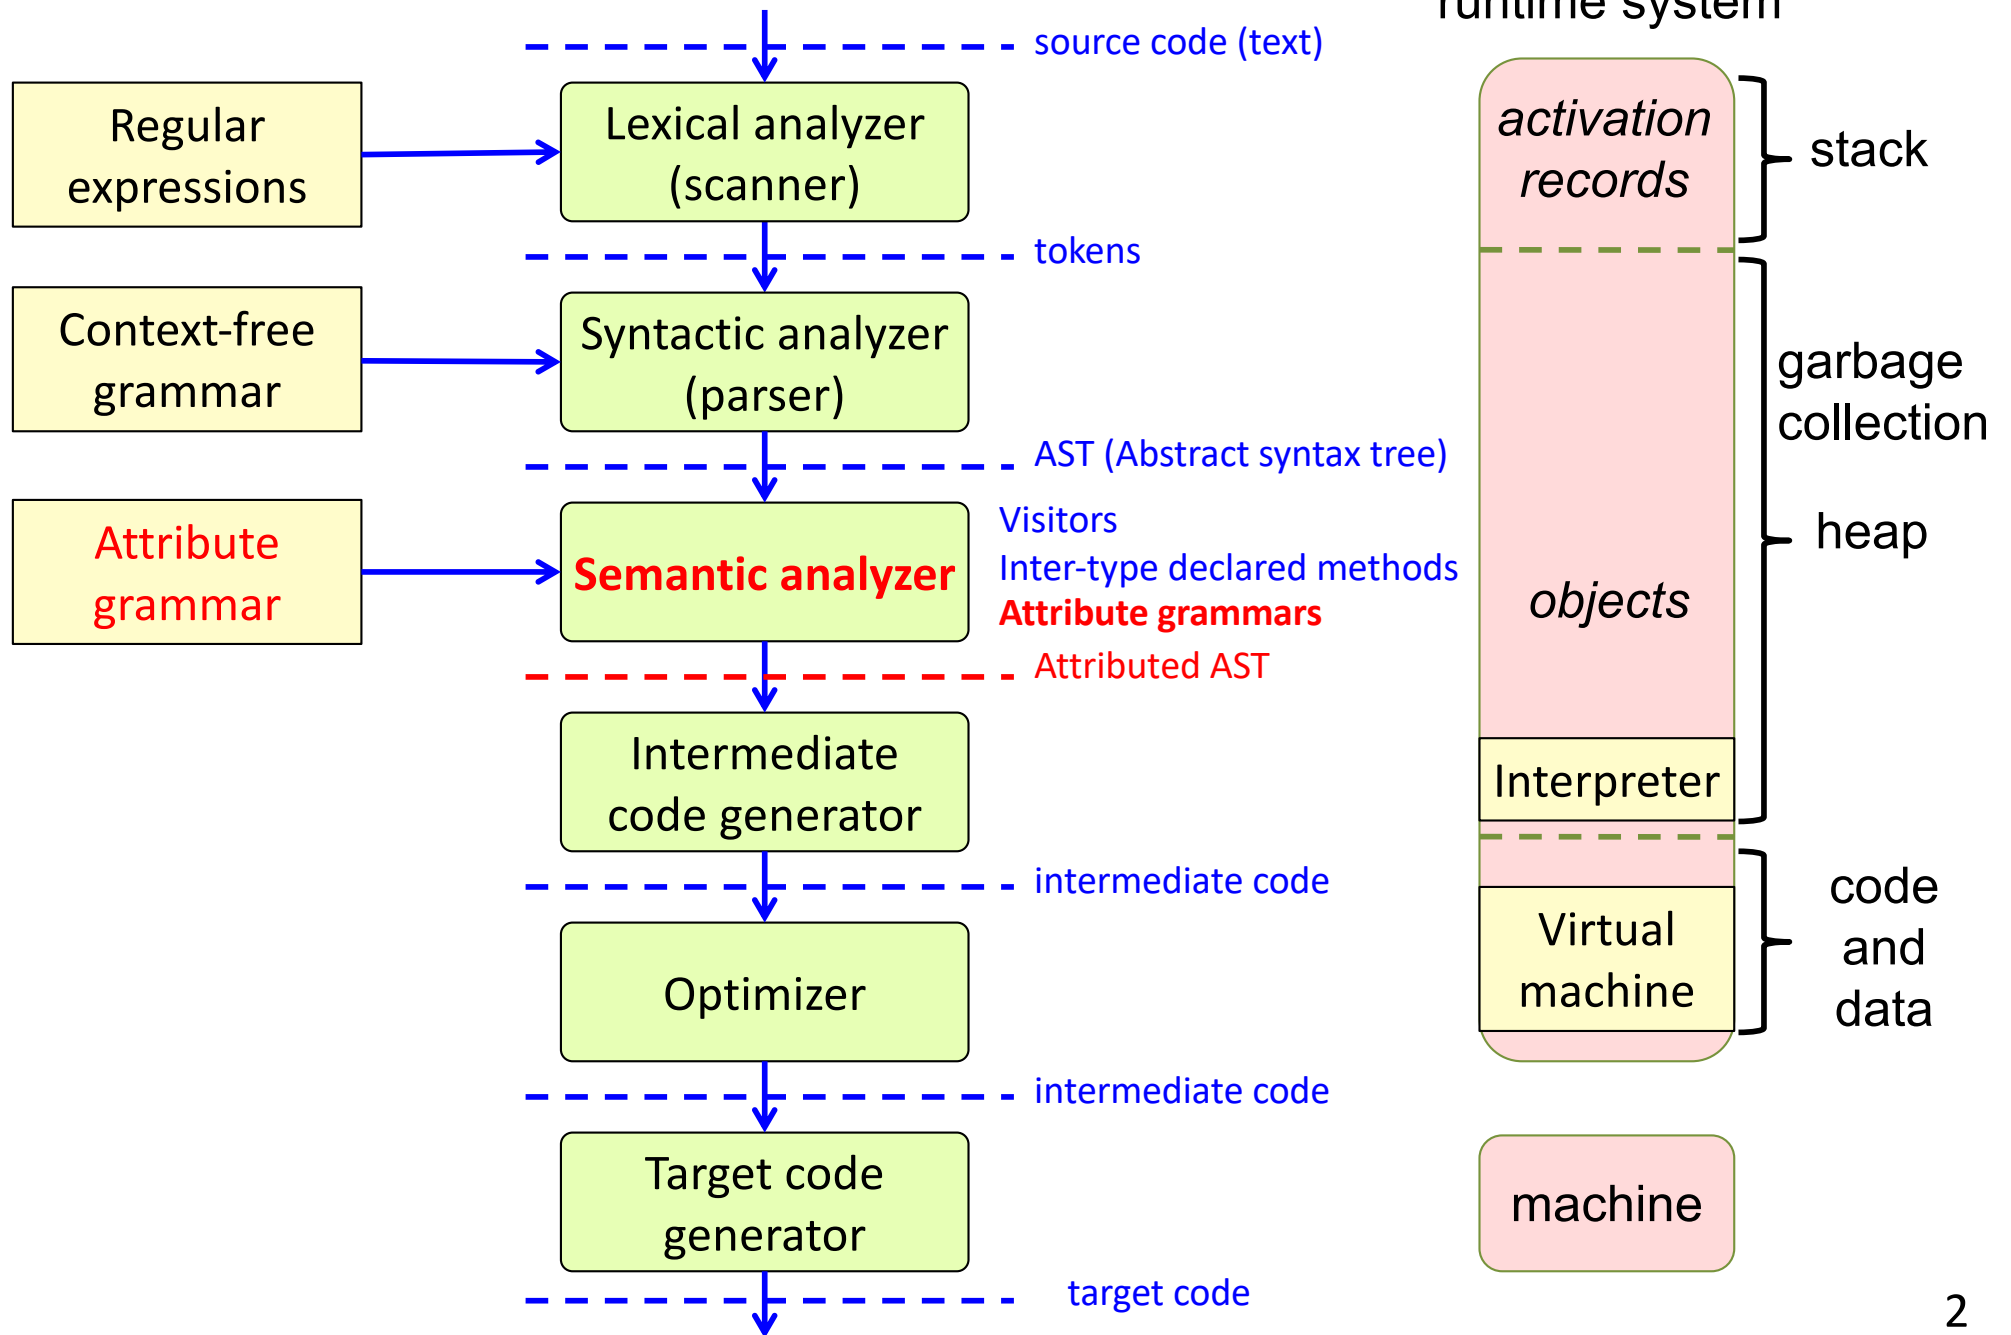 runtime system
source code (text)
Regular
expressions
Lexical analyzer
(scanner)
activation
records
stack
tokens
Context-free
grammar
Syntactic analyzer
(parser)
garbage
collection
AST (Abstract syntax tree)
Attribute
grammar
Semantic analyzer
Visitors
Inter-type declared methods
Attribute grammars
heap
objects
Attributed AST
Intermediate
code generator
Interpreter
intermediate code
code
and
data
Virtual
machine
Optimizer
intermediate code
Target code
generator
machine
target code
2